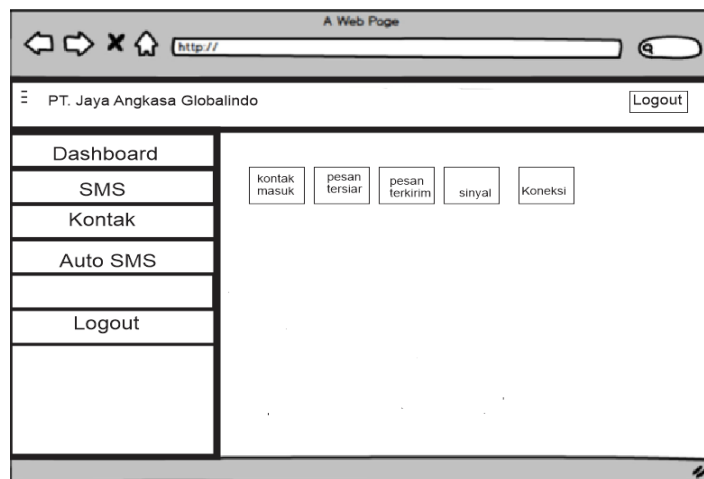 A Web Page
http://
PT. Jaya Angkasa Globalindo
Logout
Dashboard
SMS
Kontak
Auto SMS
Logout
kontak
masuk
pesan
tersiar
pesan
terkirim
sinyal
Koneksi